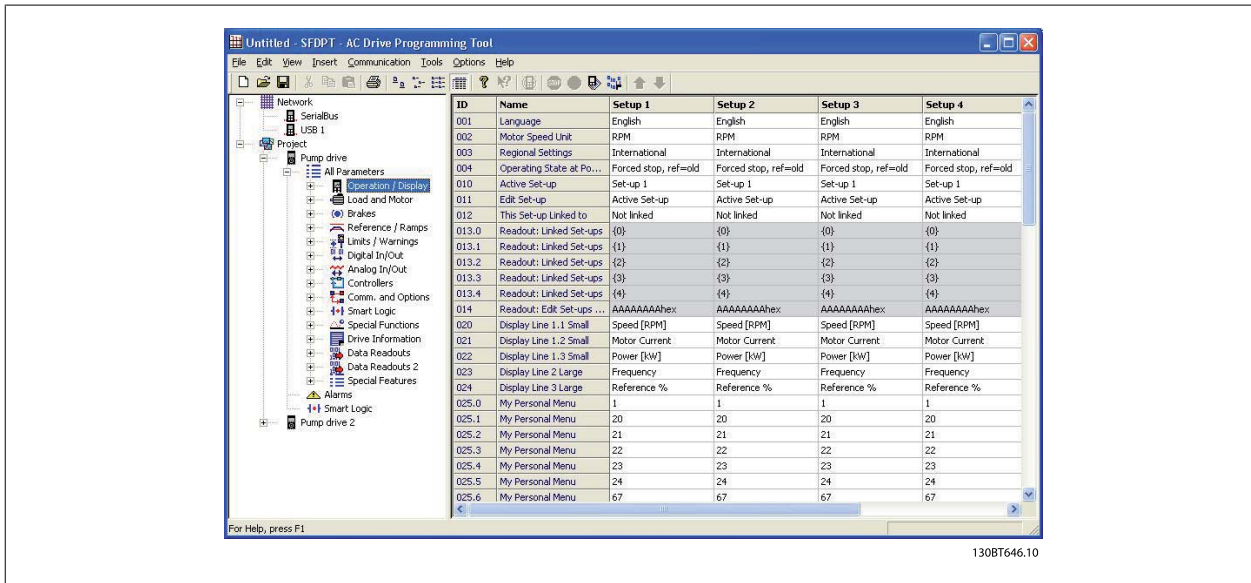 Untitled - SFDPT - AC Drive Programming Tool
File Edit View Insert Communication Tools Options Help
Network
SerialBus
USB 1
Project
Pump drive
All Parameters
Operation / Display
Load and Motor
Brakes
Reference / Ramps
Limits / Warnings
Digital In/Out
Analog In/Out
Controllers
Comm. and Options
Smart Logic
Special Functions
Drive Information
Data Readouts
Data Readouts 2
Special Features
Alarms
Smart Logic
Pump drive 2
ID Name Setup 1 Setup 2 Setup 3 Setup 4
001 Language English English English English
002 Motor Speed Unit RPM RPM RPM RPM
003 Regional Settings International International International International
004 Operating State at Po... Forced stop, ref=old Forced stop, ref=old Forced stop, ref=old Forced stop, ref=old
010 Active Set-up Set-up 1 Set-up 1 Set-up 1 Set-up 1
011 Edit Set-up Active Set-up Active Set-up Active Set-up Active Set-up
012 This Set-up Linked to Not linked Not linked Not linked Not linked
013.0 Readout: Linked Set-ups {0} {0} {0} {0}
013.1 Readout: Linked Set-ups {1} {1} {1} {1}
013.2 Readout: Linked Set-ups {2} {2} {2} {2}
013.3 Readout: Linked Set-ups {3} {3} {3} {3}
013.4 Readout: Linked Set-ups {4} {4} {4} {4}
014 Readout: Edit Set-ups ... AAAAAAAAhex AAAAAAAAhex AAAAAAAAhex AAAAAAAAhex
020 Display Line 1.1 Small Speed [RPM] Speed [RPM] Speed [RPM] Speed [RPM]
021 Display Line 1.2 Small Motor Current Motor Current Motor Current Motor Current
022 Display Line 1.3 Small Power [kW] Power [kW] Power [kW] Power [kW]
023 Display Line 2 Large Frequency Frequency Frequency Frequency
024 Display Line 3 Large Reference % Reference % Reference % Reference %
025.0 My Personal Menu 1 1 1 1
025.1 My Personal Menu 20 20 20 20
025.2 My Personal Menu 21 21 21 21
025.3 My Personal Menu 22 22 22 22
025.4 My Personal Menu 23 23 23 23
025.5 My Personal Menu 24 24 24 24
025.6 My Personal Menu 67 67 67 67
For Help, press F1
130BT646.10